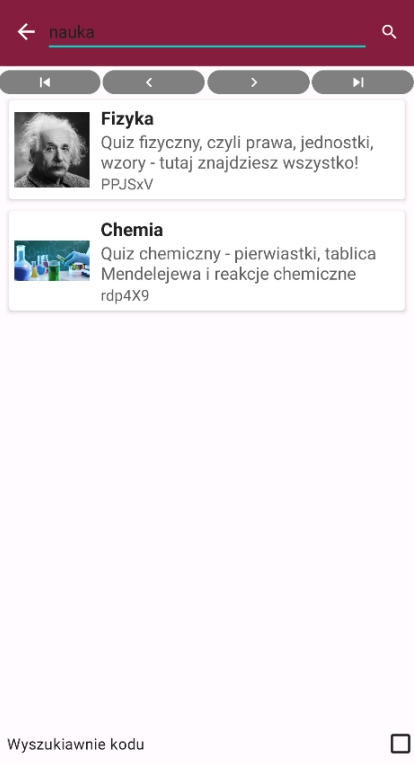 nauka
Fizyka
Quiz fizyczny, czyli prawa, jednostki,
wzory - tutaj znajdziesz wszystko!
PPJSxV
Chemia
Quiz chemiczny - pierwiastki, tablica
Mendelejewa i reakcje chemiczne
rdp4X9
Wyszukiawnie kodu